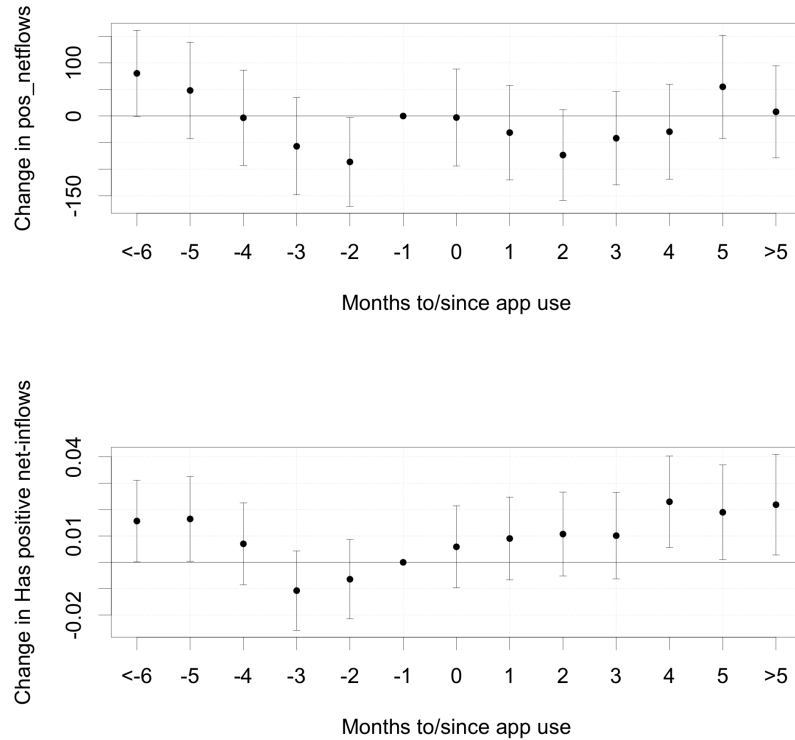 Change in pos_netflows
100
0
-150
<-6 -5 -4 -3 -2 -1 0 1 2 3 4 5 >5
Months to/since app use
Change in Has positive net-inflows
0.04
0.01
-0.02
<-6 -5 -4 -3 -2 -1 0 1 2 3 4 5 >5
Months to/since app use